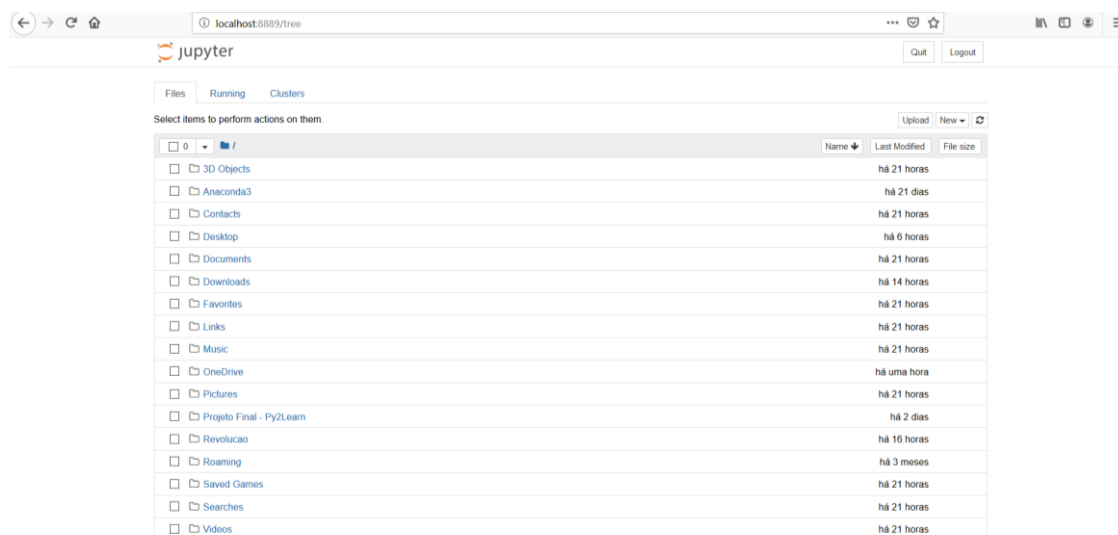 localhost:8889/tree
jupyter
Quit Logout
Files Running Clusters
Select items to perform actions on them.
Upload New
0 /
Name Last Modified File size
3D Objects há 21 horas
Anaconda3 há 21 dias
Contacts há 21 horas
Desktop há 6 horas
Documents há 21 horas
Downloads há 14 horas
Favorites há 21 horas
Links há 21 horas
Music há 21 horas
OneDrive há uma hora
Pictures há 21 horas
Projeto Final - Py2Learn há 2 dias
Revolucao há 16 horas
Roaming há 3 meses
Saved Games há 21 horas
Searches há 21 horas
Videos há 21 horas